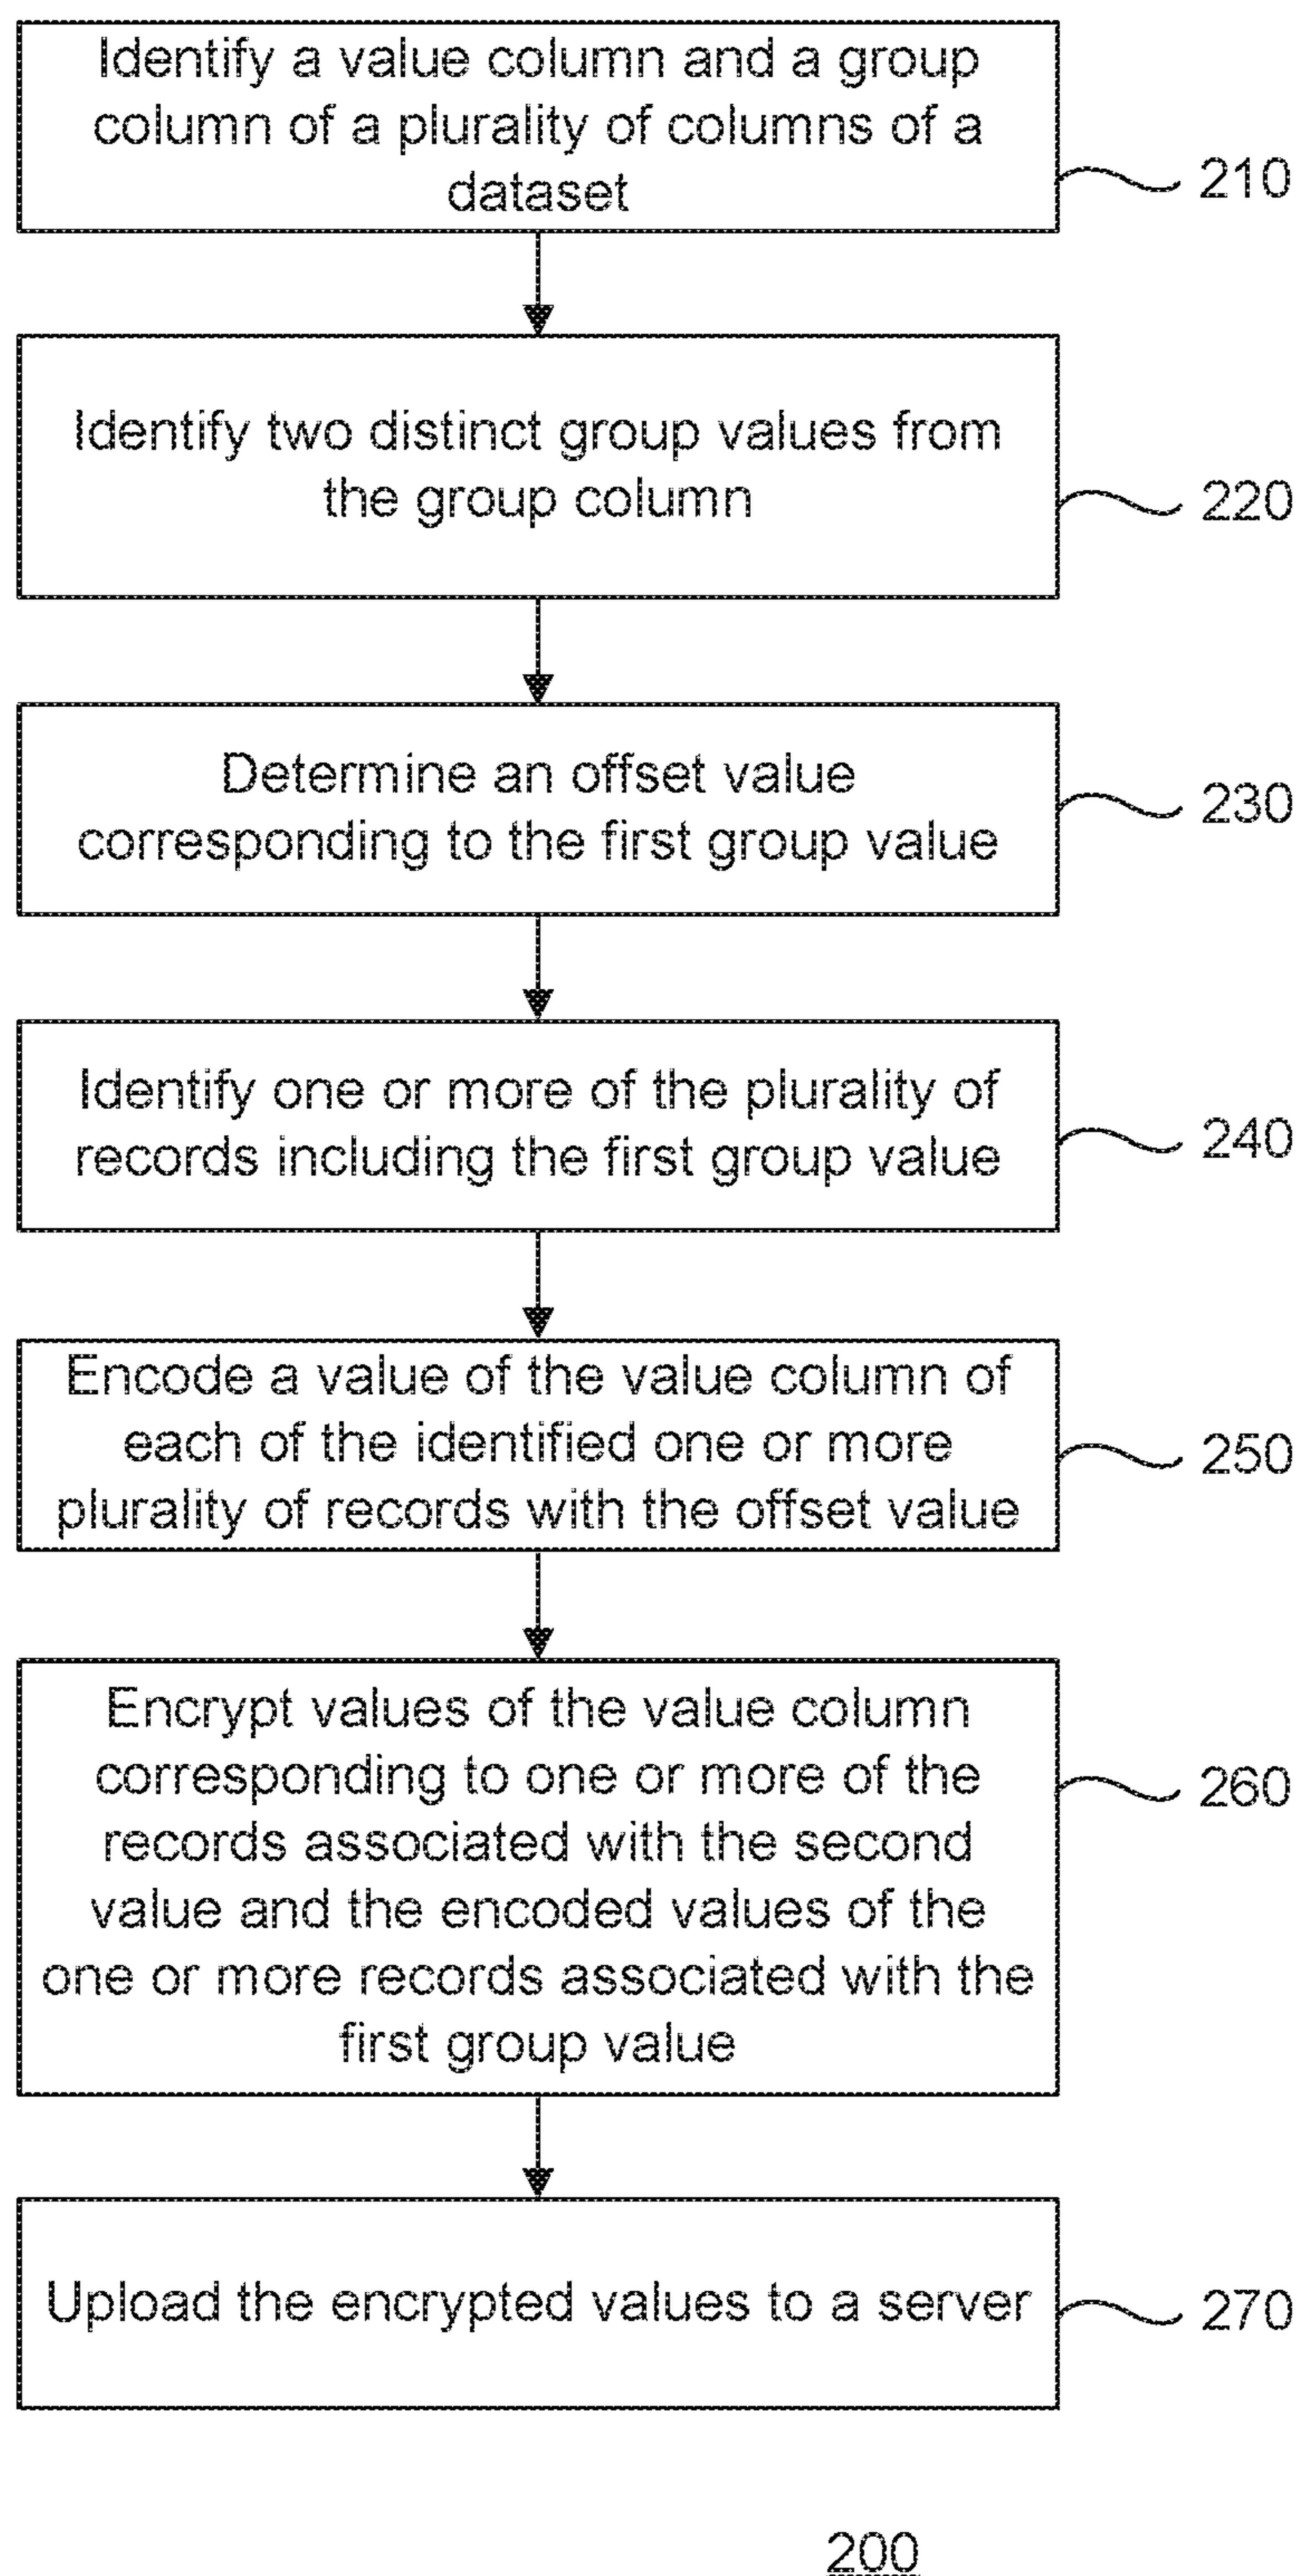 Identify a value column and a group
column of a plurality of columns of a
dataset
210
Identify two distinct group values from
the group column
220
Determine an offset value
corresponding to the first group value
230
Identify one or more of the plurality of
records including the first group value
240
Encode a value of the value column of
each of the identified one or more
plurality of records with the offset value
250
Encrypt values of the value column
corresponding to one or more of the
records associated with the second
value and the encoded values of the
one or more records associated with the
first group value
260
Upload the encrypted values to a server
270
200